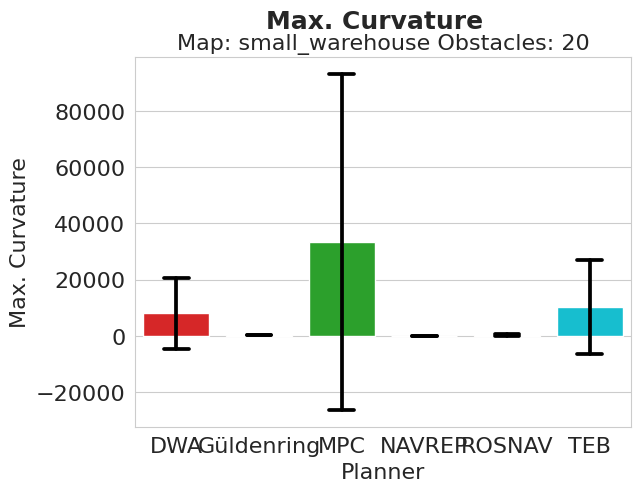 Max. Curvature
Map: small_warehouse Obstacles: 20
Max. Curvature
80000
60000
40000
20000
0
−20000
DWA Güldenring MPC NAVREP ROSNAV TEB
Planner